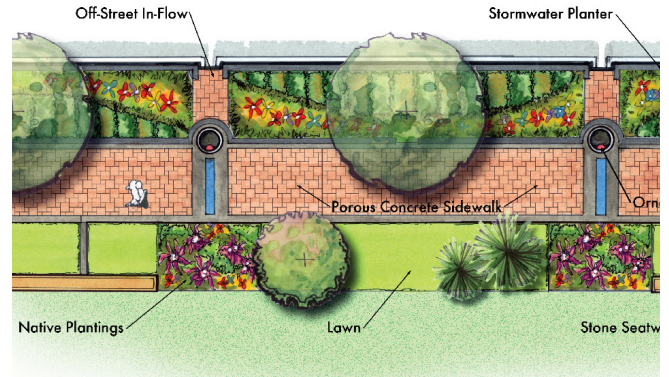 Off-Street In-Flow
Stormwater Planter
Porous Concrete Sidewalk
Orn
Native Plantings
Lawn
Stone Seatw